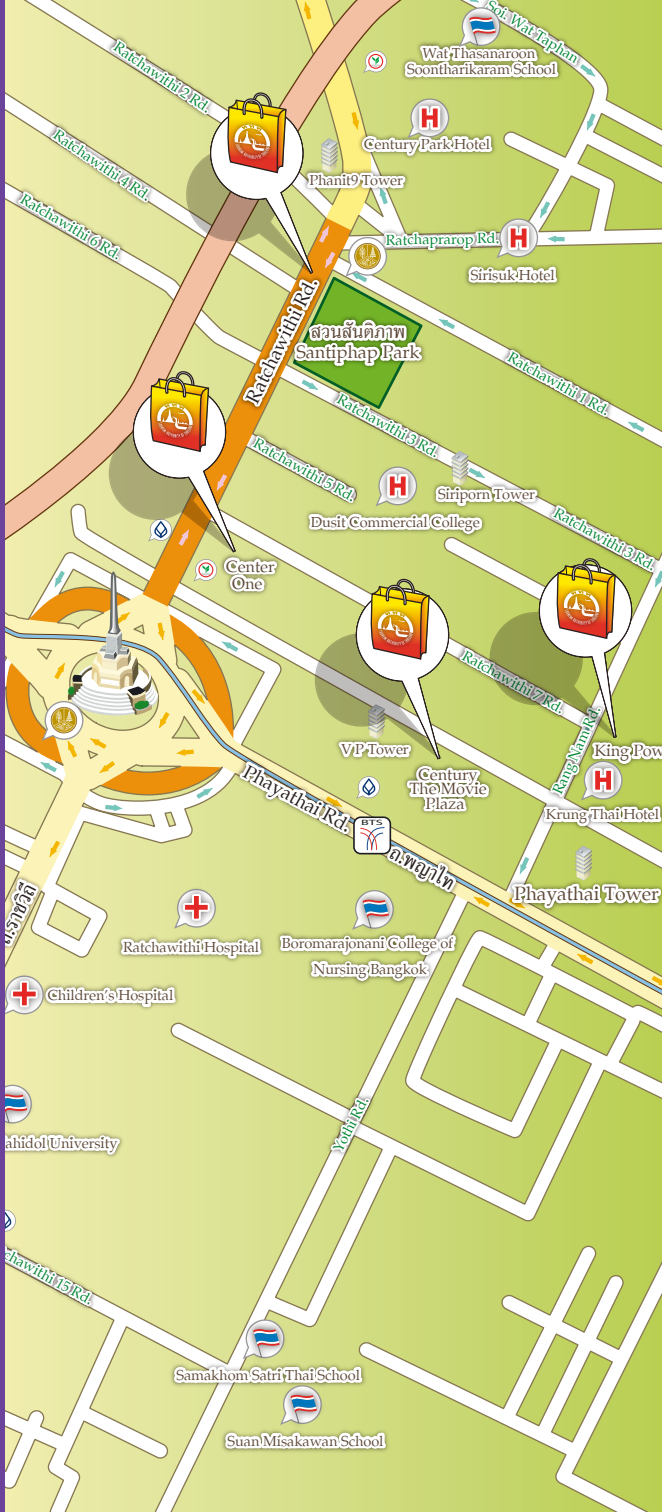 Soi. Wat Taphan
Wat Thasanaroon
Soontharikaram School
Ratchawithi 2 Rd.
H
Century Park Hotel
Ratchawithi 4 Rd.
Phanit9 Tower
Ratchawithi 6 Rd.
Ratchaprarop Rd.
H
Sirisuk Hotel
Ratchawithi Rd.
สวนสันติภาพ
Santiphap Park
Ratchawithi 1 Rd.
Ratchawithi 3 Rd.
Ratchawithi 5 Rd.
Siriporn Tower
H
Dusit Commercial College
Ratchawithi 3 Rd.
Center
One
Ratchawithi 7 Rd.
Rang Nam Rd.
V P Tower
King Pow
Century
The Movie
Plaza
H
Krung Thai Hotel
Phayathai Rd.
BTS
ถ.พญาไท
Phayathai Tower
ถ.ราชวิถี
Ratchawithi Hospital
Boromarajonani College of
Nursing Bangkok
Children's Hospital
Yothi Rd.
ahidol University
chawithi 15 Rd.
Samakhom Satri Thai School
Suan Misakawan School